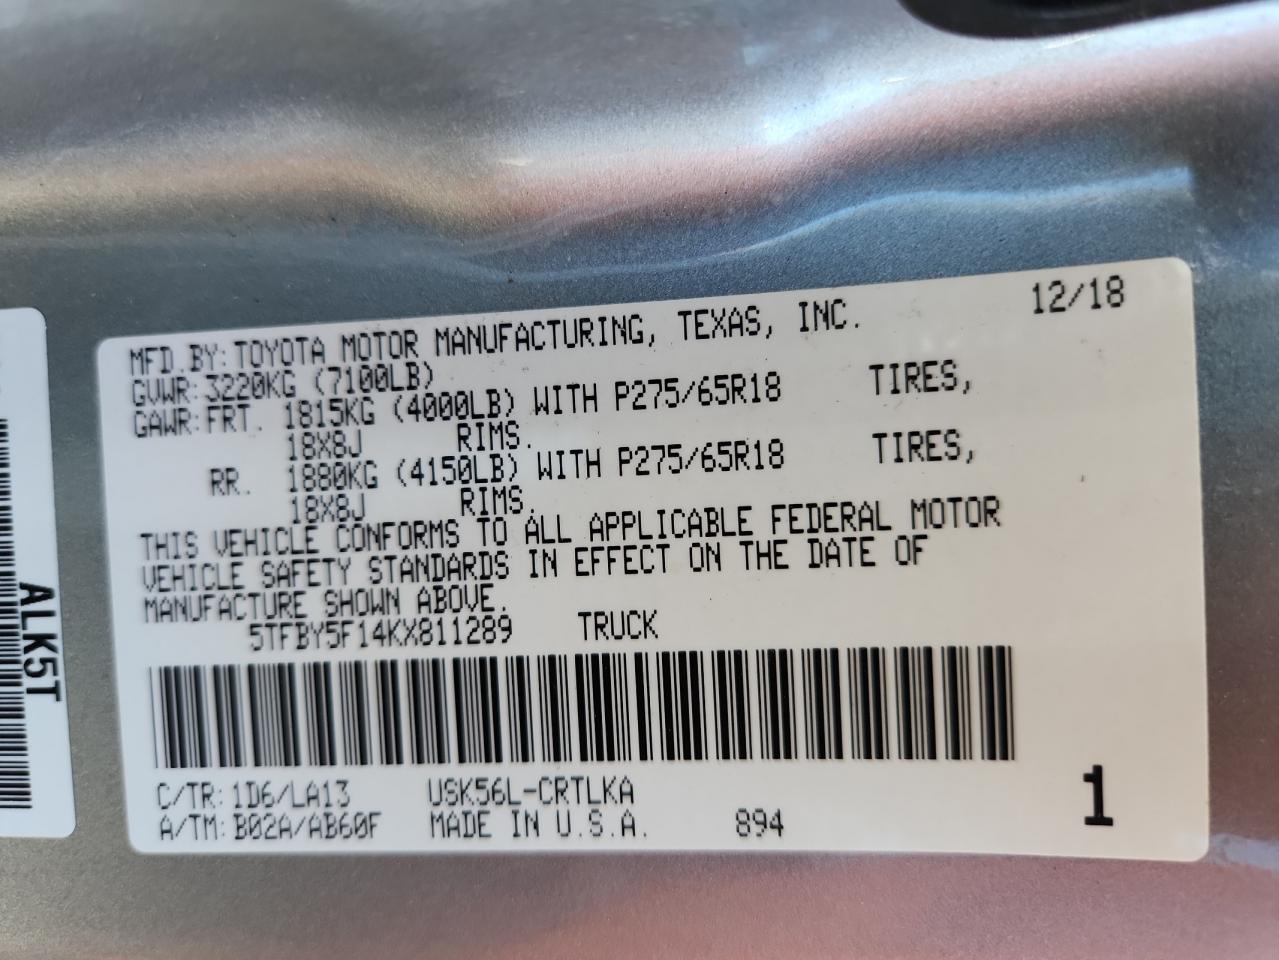 12/18
MFD.BY:TOYOTA MOTOR MANUFACTURING, TEXAS, INC.
GVWR:3220KG (7100LB)
GAWR:FRT. 1815KG (4000LB) WITH P275/65R18 TIRES,
18X8J RIMS.
RR. 1880KG (4150LB) WITH P275/65R18 TIRES,
18X8J RIMS.
THIS VEHICLE CONFORMS TO ALL APPLICABLE FEDERAL MOTOR
VEHICLE SAFETY STANDARDS IN EFFECT ON THE DATE OF
MANUFACTURE SHOWN ABOVE.
5TFBY5F14KX811289 TRUCK
C/TR:1D6/LA13 USK56L-CRTLKA
A/TM:B02A/AB60F MADE IN U.S.A. 894
1
ALK5T